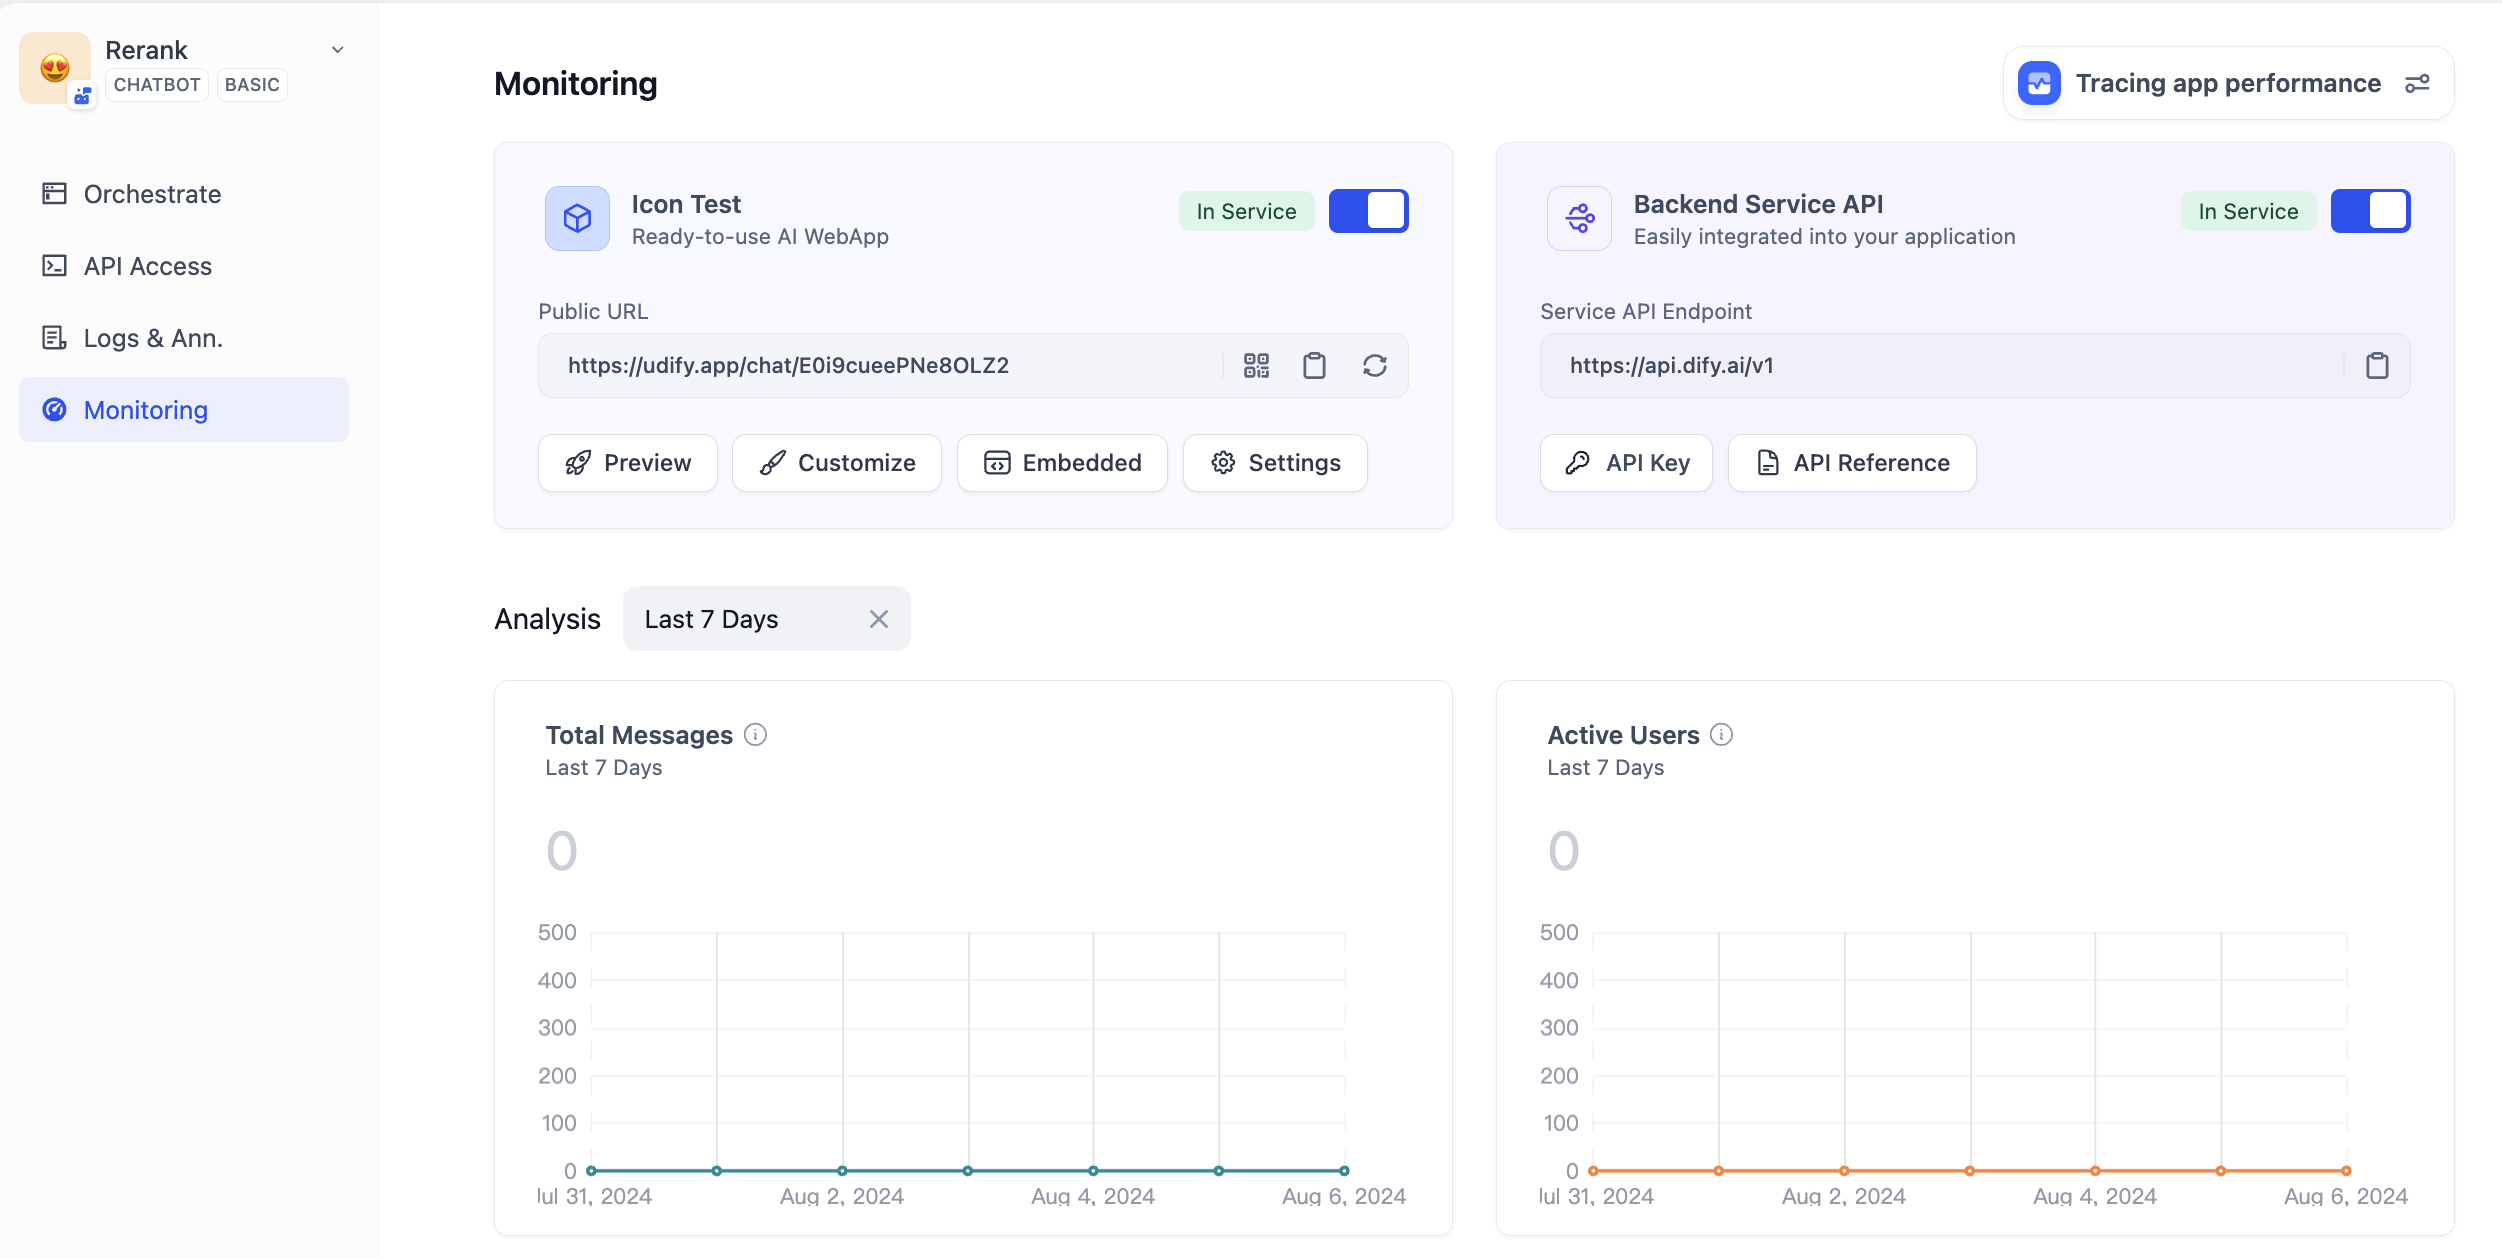 Rerank
CHATBOT
BASIC
Orchestrate
API Access
Logs & Ann.
Monitoring
Monitoring
Tracing app performance
Icon Test
Ready-to-use AI WebApp
In Service
Public URL
https://udify.app/chat/E0i9cueePNe8OLZ2
Preview
Customize
Embedded
Settings
Backend Service API
Easily integrated into your application
In Service
Service API Endpoint
https://api.dify.ai/v1
API Key
API Reference
Analysis
Last 7 Days
Total Messages
Last 7 Days
0
500
400
300
200
100
0
Jul 31, 2024
Aug 2, 2024
Aug 4, 2024
Aug 6, 2024
Active Users
Last 7 Days
0
500
400
300
200
100
0
Jul 31, 2024
Aug 2, 2024
Aug 4, 2024
Aug 6, 2024